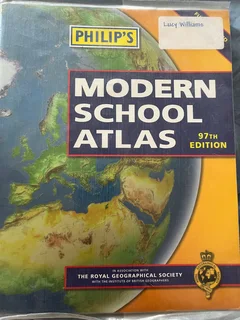 PHILIP'S
Lucy Williams
MODERN
SCHOOL
ATLAS
97TH
EDITION
IN ASSOCIATION WITH
THE ROYAL GEOGRAPHICAL SOCIETY
WITH THE INSTITUTE OF BRITISH GEOGRAPHERS